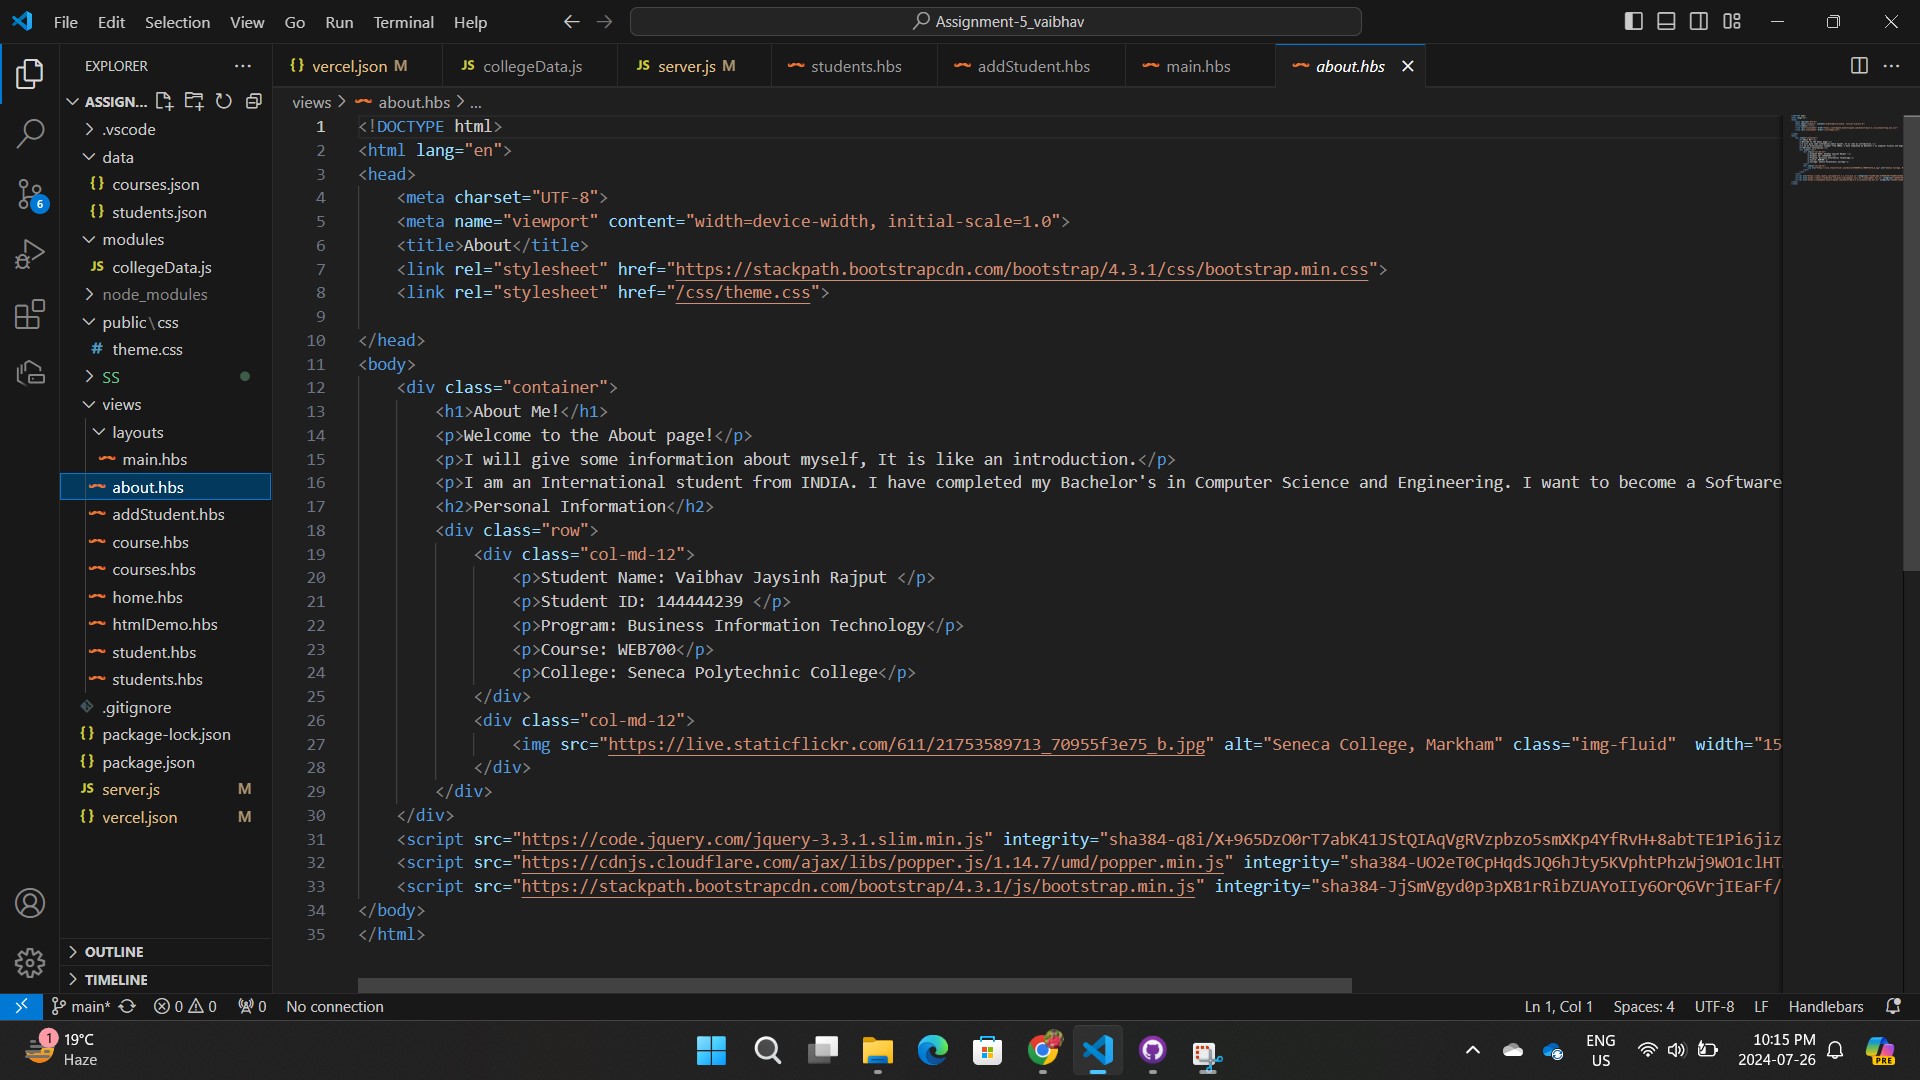 File Edit Selection View Go Run Terminal Help
Assignment-5_vaibhav
EXPLORER
ASSIGN...
.vscode
data
courses.json
students.json
modules
collegeData.js
node_modules
public\css
theme.css
SS
views
layouts
main.hbs
about.hbs
addStudent.hbs
course.hbs
courses.hbs
home.hbs
htmlDemo.hbs
student.hbs
students.hbs
.gitignore
package-lock.json
package.json
server.js M
vercel.json M
OUTLINE
TIMELINE
6
vercel.json M collegeData.js server.js M students.hbs addStudent.hbs main.hbs about.hbs
views > about.hbs > ...
1 <!DOCTYPE html>
2 <html lang="en">
3 <head>
4 <meta charset="UTF-8">
5 <meta name="viewport" content="width=device-width, initial-scale=1.0">
6 <title>About</title>
7 <link rel="stylesheet" href="https://stackpath.bootstrapcdn.com/bootstrap/4.3.1/css/bootstrap.min.css">
8 <link rel="stylesheet" href="/css/theme.css">
9
10 </head>
11 <body>
12 <div class="container">
13 <h1>About Me!</h1>
14 <p>Welcome to the About page!</p>
15 <p>I will give some information about myself, It is like an introduction.</p>
16 <p>I am an International student from INDIA. I have completed my Bachelor's in Computer Science and Engineering. I want to become a Software
17 <h2>Personal Information</h2>
18 <div class="row">
19 <div class="col-md-12">
20 <p>Student Name: Vaibhav Jaysinh Rajput </p>
21 <p>Student ID: 144444239 </p>
22 <p>Program: Business Information Technology</p>
23 <p>Course: WEB700</p>
24 <p>College: Seneca Polytechnic College</p>
25 </div>
26 <div class="col-md-12">
27 <img src="https://live.staticflickr.com/611/21753589713_70955f3e75_b.jpg" alt="Seneca College, Markham" class="img-fluid" width="15
28 </div>
29 </div>
30 </div>
31 <script src="https://code.jquery.com/jquery-3.3.1.slim.min.js" integrity="sha384-q8i/X+965DzO0rT7abK41JStQIAqVgRVzpbzo5smXKp4YfRvH+8abtTE1Pi6jiz
32 <script src="https://cdnjs.cloudflare.com/ajax/libs/popper.js/1.14.7/umd/popper.min.js" integrity="sha384-UO2eT0CpHqdSJQ6hJty5KVphtPhzWj9WO1clHT
33 <script src="https://stackpath.bootstrapcdn.com/bootstrap/4.3.1/js/bootstrap.min.js" integrity="sha384-JjSmVgyd0p3pXB1rRibZUAYoIIy6OrQ6VrjIEaFf/
34 </body>
35 </html>
main* 0 0 0 No connection Ln 1, Col 1 Spaces: 4 UTF-8 LF Handlebars
1 19°C
Haze
ENG
US
10:15 PM
2024-07-26
PRE